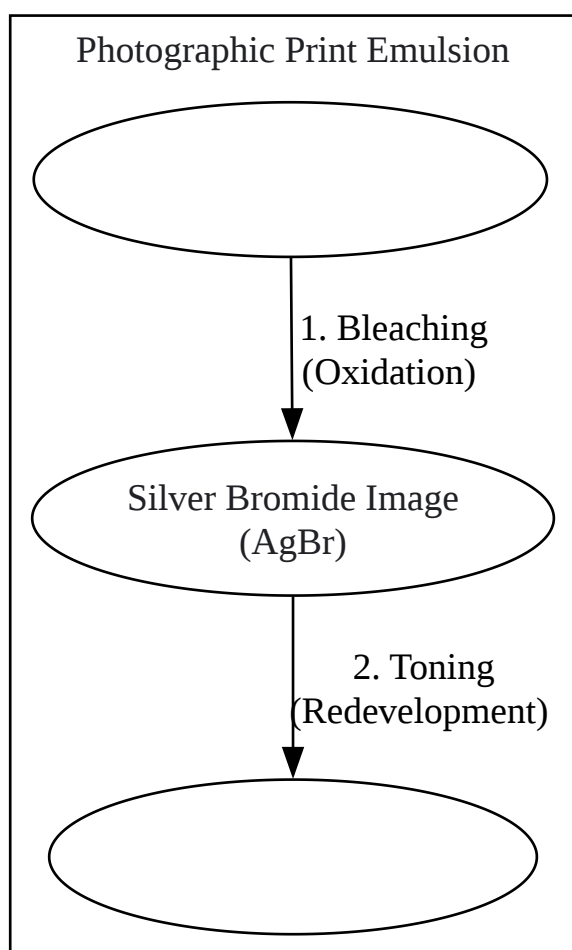 Photographic Print Emulsion
1. Bleaching
(Oxidation)
Silver Bromide Image
(AgBr)
2. Toning
(Redevelopment)